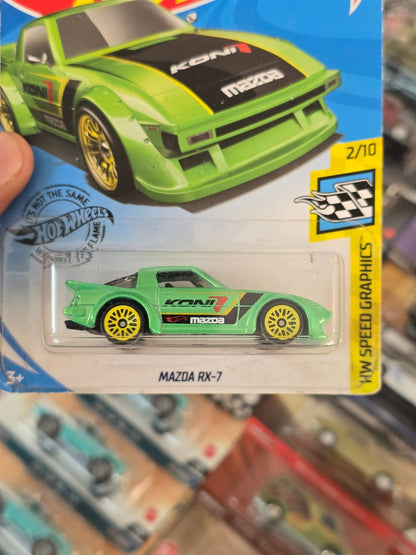 KONI
mazda
2/10
IT'S NOT THE SAME
Hot Wheels
FLAME
HW SPEED GRAPHICS
KONI
mazda
3+
MAZDA RX-7